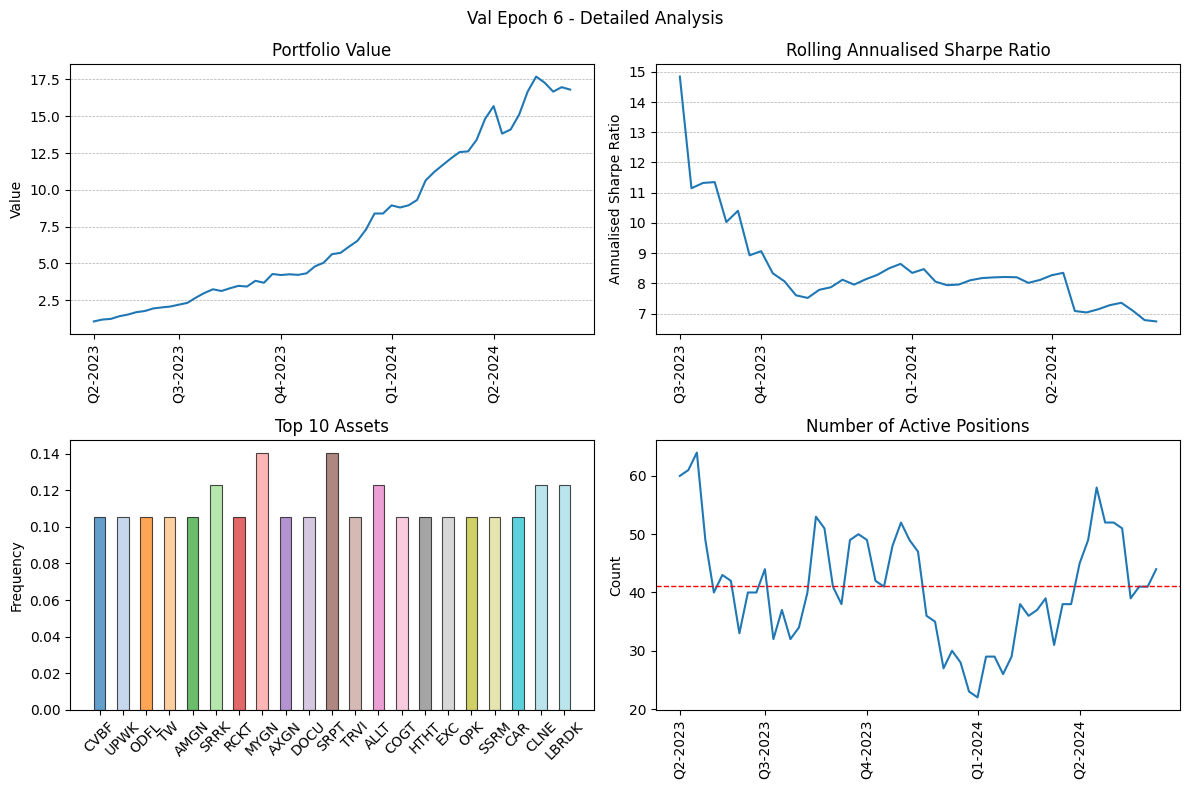 Val Epoch 6 - Detailed Analysis
Portfolio Value
Value
17.5
15.0
12.5
10.0
7.5
5.0
2.5
Q2-2023
Q3-2023
Q4-2023
Q1-2024
Q2-2024
Rolling Annualised Sharpe Ratio
Annualised Sharpe Ratio
15
14
13
12
11
10
9
8
7
Q3-2023
Q4-2023
Q1-2024
Q2-2024
Top 10 Assets
Frequency
0.14
0.12
0.10
0.08
0.06
0.04
0.02
0.00
CVBF
UPWK
ODFL
TW
AMGN
SRRK
RCKT
MYGN
AXGN
DOCU
SRPT
TRVI
ALLT
COGT
HTHT
EXC
OPK
SSRM
CAR
CLNE
LBRDK
Number of Active Positions
Count
60
50
40
30
20
Q2-2023
Q3-2023
Q4-2023
Q1-2024
Q2-2024